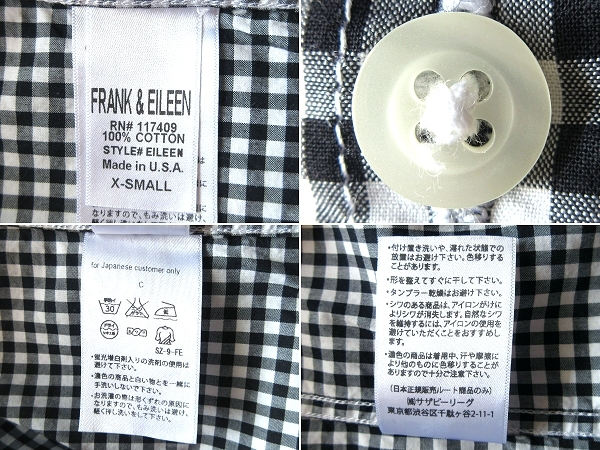 FRANK & EILEEN
RN# 117409
100% COTTON
STYLE# EILEEN
Made in U.S.A.
X-SMALL
なりますので、もみ洗いは避け、
for Japanese customer only
C
30
ドライ
SZ-9-FE
・蛍光増白剤入りの洗剤の使用は
避けて下さい。
・濃色の商品と白い物とを一緒に
手洗いしないで下さい。
・お洗濯の際は形くずれの原因に
なりますので、もみ洗いは避け、
軽く押し洗いをして下さい。
・付け置き洗いや、濡れた状態での
放置はお避け下さい。色移りする
ことがあります。
・形を整えてすぐに干して下さい。
・タンブラー乾燥はお避け下さい。
・シワのある商品は、アイロンがけに
よりシワが消失します。自然なシワ
を維持するには、アイロンの使用を
避けていただくことをおすすめし
ます。
・濃色の商品は着用中、汗や摩擦に
より他のものに色移りすることが
ありますので十分ご注意下さい。
(日本正規販売ルート商品のみ)
㈱サザビーリーグ
東京都渋谷区千駄ヶ谷2-11-1